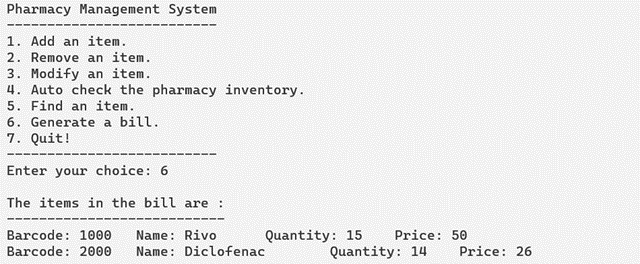 Pharmacy Management System
--------------------------
1. Add an item.
2. Remove an item.
3. Modify an item.
4. Auto check the pharmacy inventory.
5. Find an item.
6. Generate a bill.
7. Quit!
--------------------------
Enter your choice: 6
The items in the bill are :
---------------------------
Barcode: 1000   Name: Rivo      Quantity: 15    Price: 50
Barcode: 2000   Name: Diclofenac        Quantity: 14    Price: 26